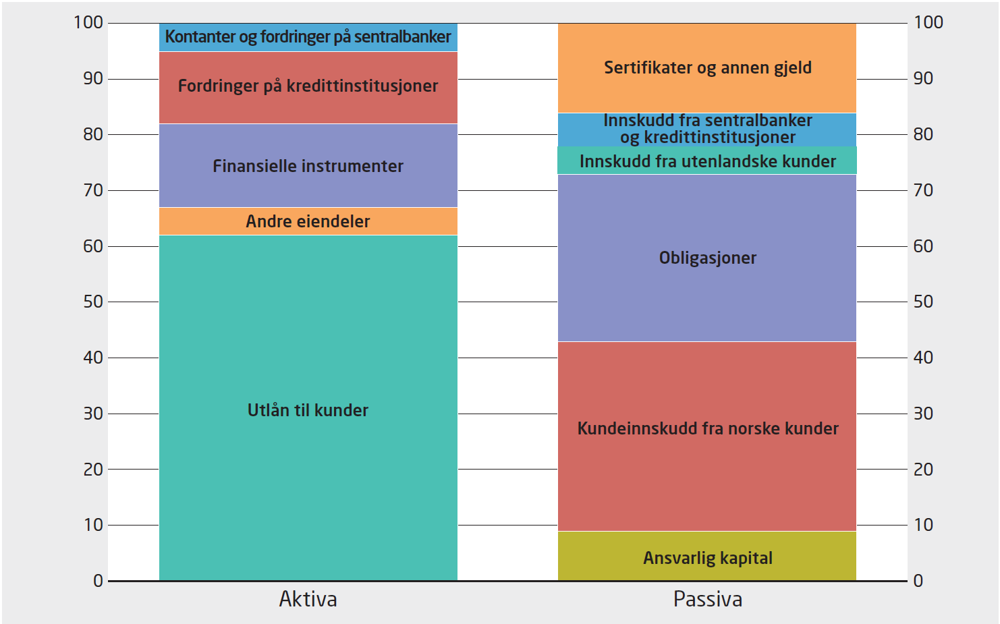 100
90
80
70
60
50
40
30
20
10
0
Kontanter og fordringer på sentralbanker
Fordringer på kredittinstitusjoner
Finansielle instrumenter
Andre eiendeler
Utlån til kunder
Aktiva
Sertifikater og annen gjeld
Innskudd fra sentralbanker
og kredittinstitusjoner
Innskudd fra utenlandske kunder
Obligasjoner
Kundeinnskudd fra norske kunder
Ansvarlig kapital
Passiva
100
90
80
70
60
50
40
30
20
10
0